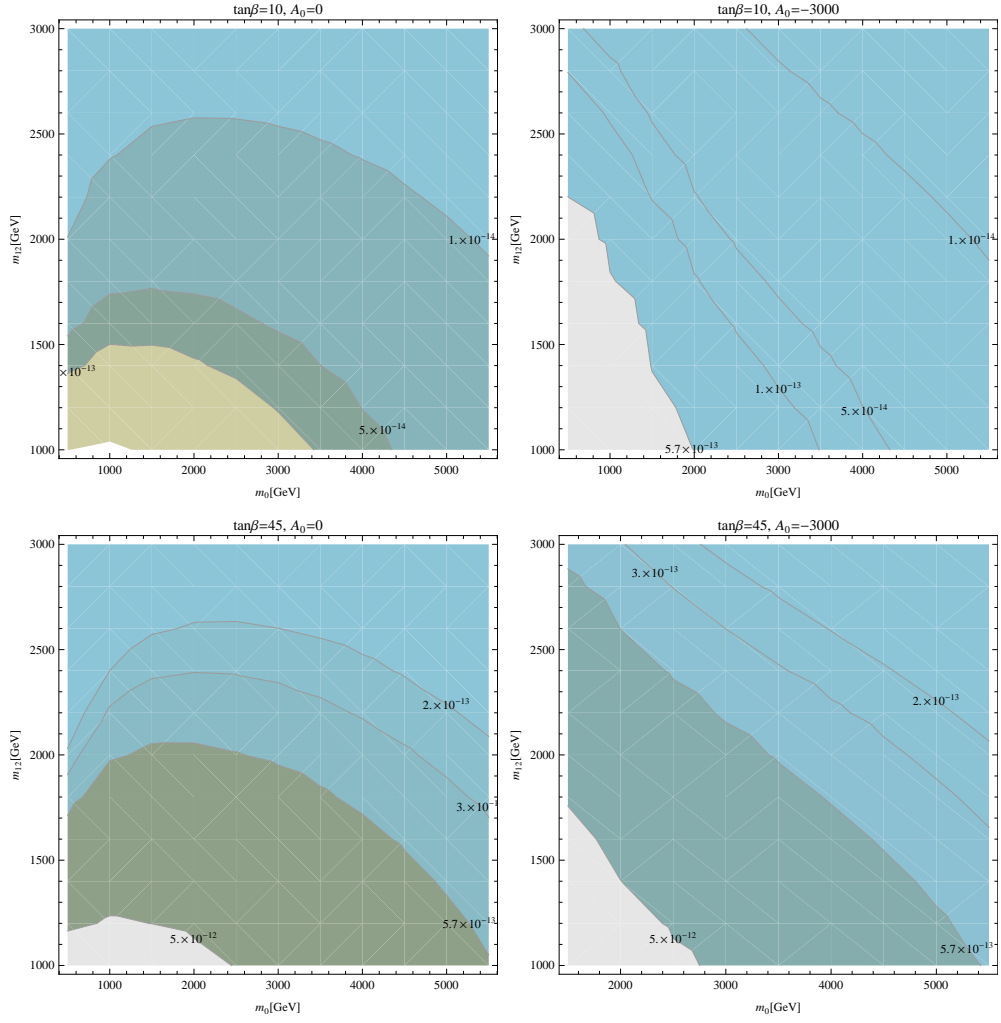 tanβ=10, A₀=0
3000
2500
2000
1500
1000
m₁₂[GeV]
1.×10⁻¹⁴
×10⁻¹³
5.×10⁻¹⁴
1000 2000 3000 4000 5000
m₀[GeV]
tanβ=10, A₀=-3000
3000
2500
2000
1500
1000
m₁₂[GeV]
1.×10⁻¹⁴
1.×10⁻¹³
5.×10⁻¹⁴
5.7×10⁻¹³
1000 2000 3000 4000 5000
m₀[GeV]
tanβ=45, A₀=0
3000
2500
2000
1500
1000
m₁₂[GeV]
2.×10⁻¹³
3.×10⁻¹
5.7×10⁻¹³
5.×10⁻¹²
1000 2000 3000 4000 5000
m₀[GeV]
tanβ=45, A₀=-3000
3000
2500
2000
1500
1000
m₁₂[GeV]
3.×10⁻¹³
2.×10⁻¹³
5.×10⁻¹²
5.7×10⁻¹³
2000 3000 4000 5000
m₀[GeV]